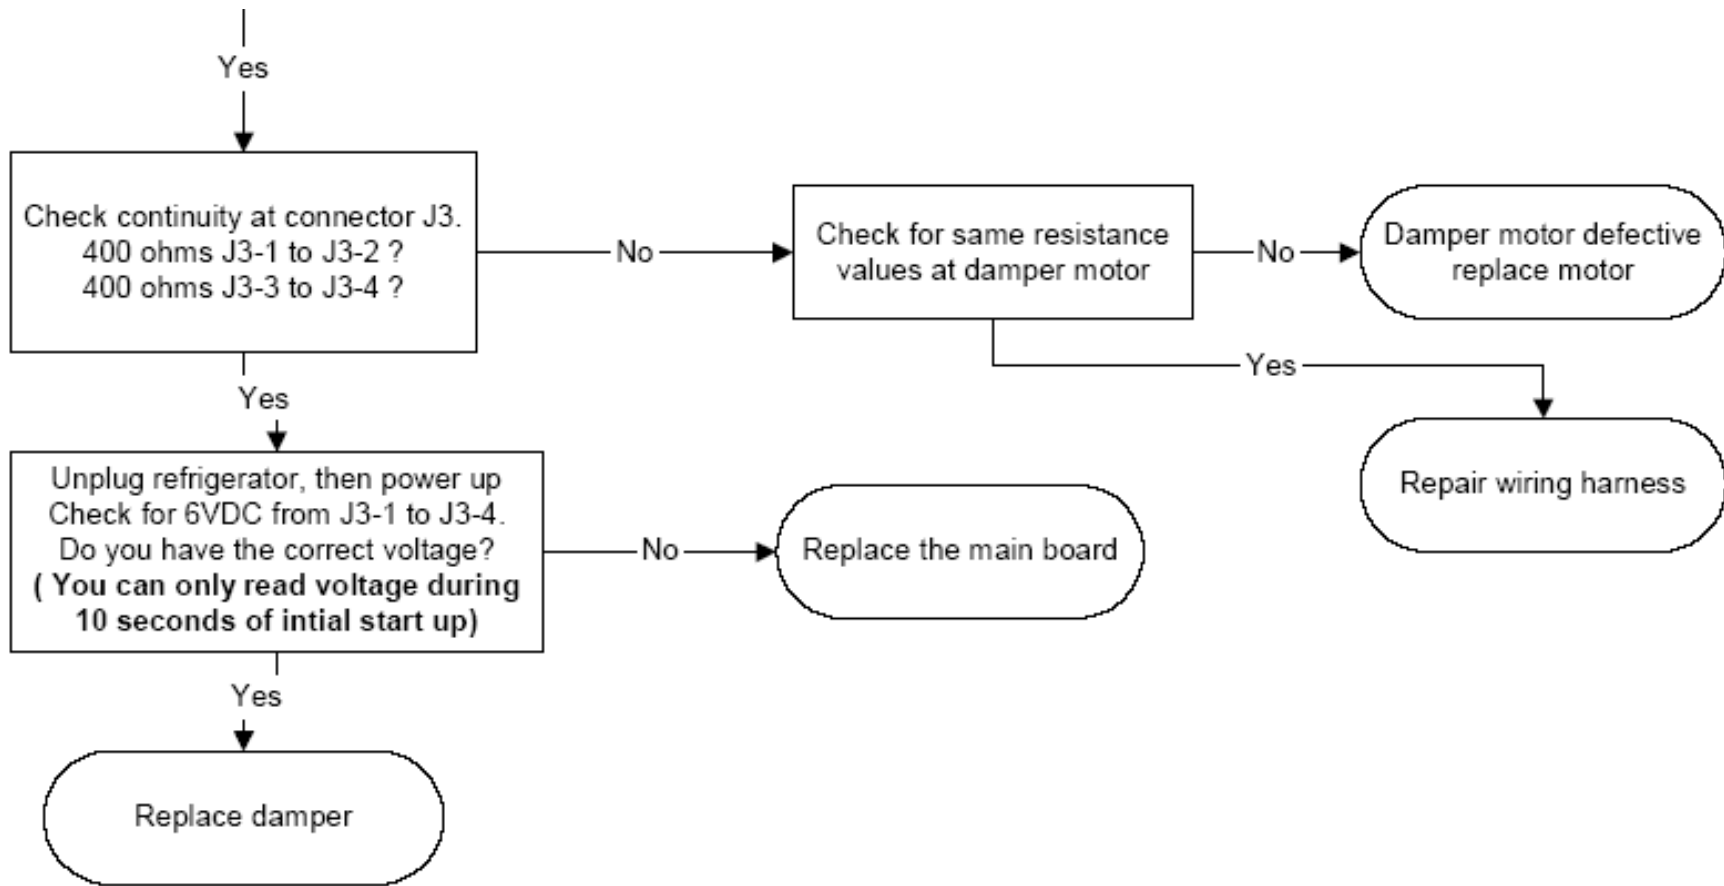 Yes
Check continuity at connector J3.
400 ohms J3-1 to J3-2 ?
400 ohms J3-3 to J3-4 ?
No
Check for same resistance
values at damper motor
No
Damper motor defective
replace motor
Yes
Repair wiring harness
Yes
Unplug refrigerator, then power up
Check for 6VDC from J3-1 to J3-4.
Do you have the correct voltage?
( You can only read voltage during
10 seconds of intial start up)
No
Replace the main board
Yes
Replace damper